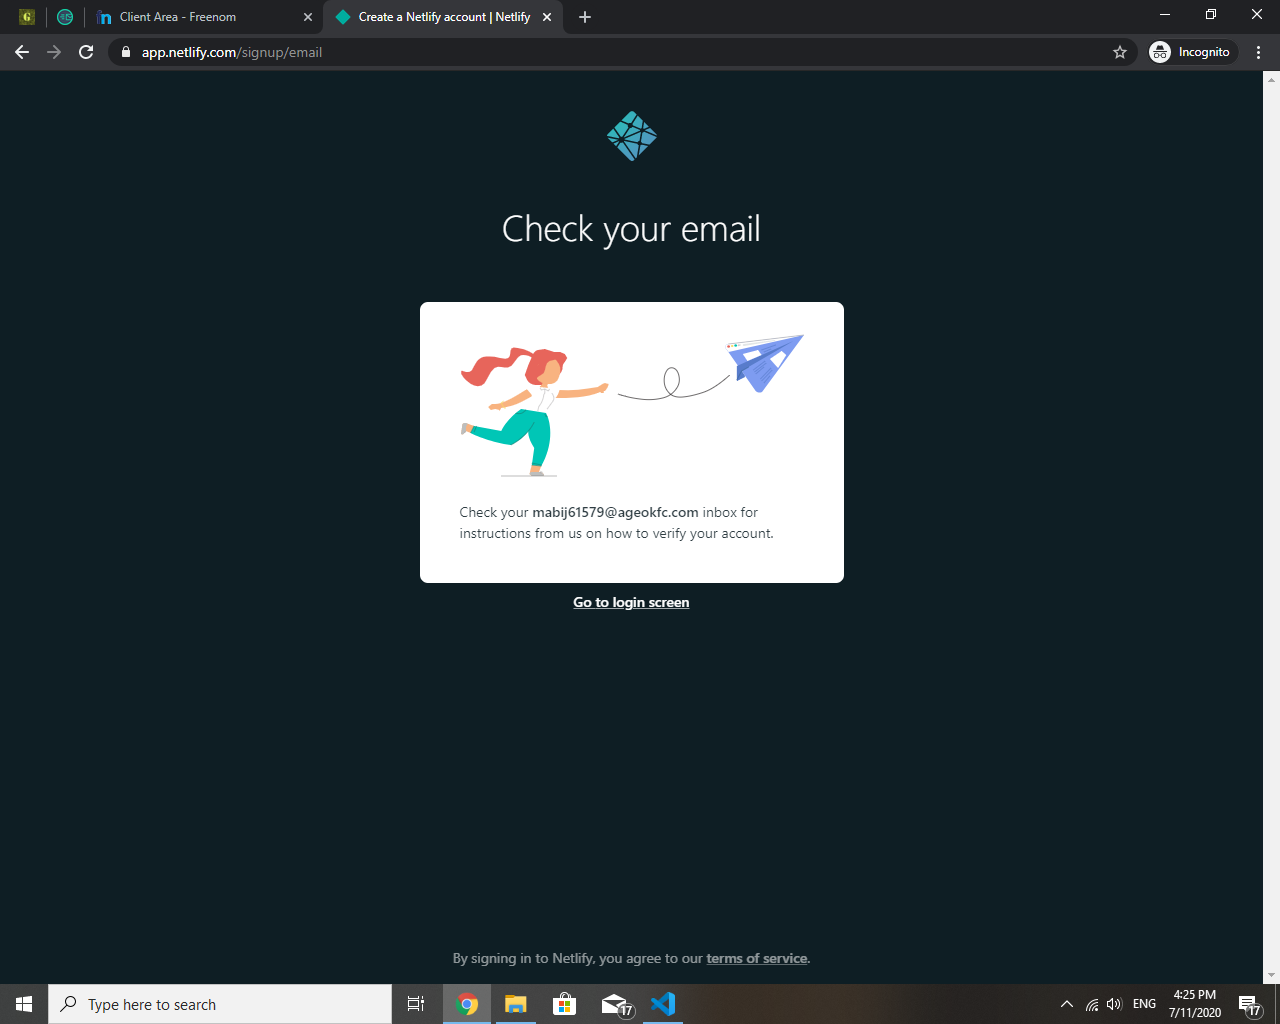 Client Area - Freenom
Create a Netlify account | Netlify
app.netlify.com/signup/email
Incognito
Check your email
Check your mabij61579@ageokfc.com inbox for
instructions from us on how to verify your account.
Go to login screen
By signing in to Netlify, you agree to our terms of service.
Type here to search
17
ENG
4:25 PM
7/11/2020
17